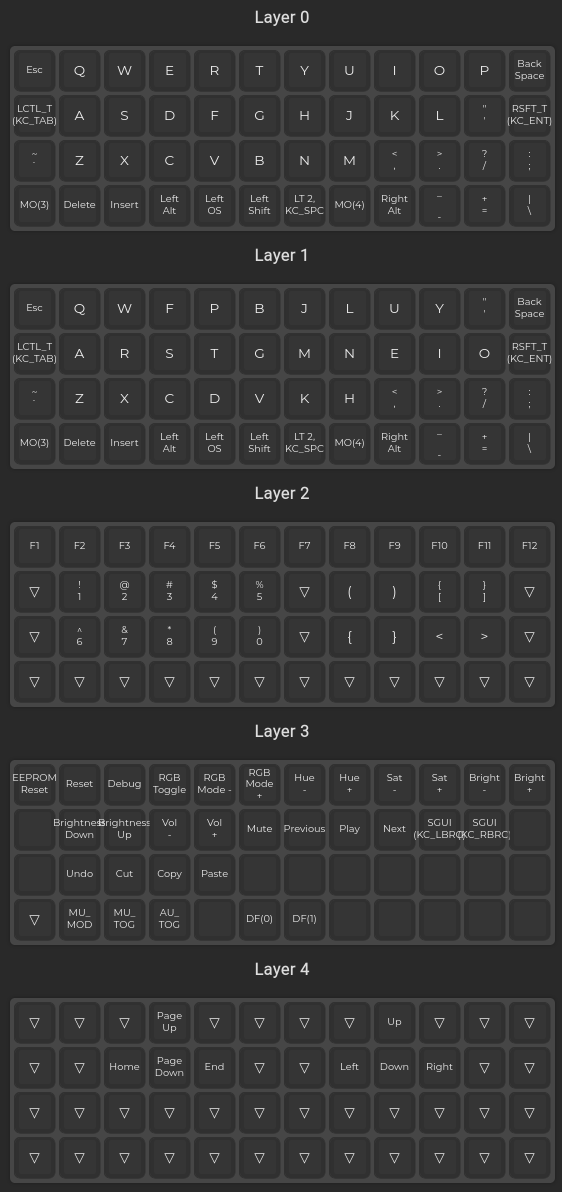 Layer 0
Esc Q W E R T Y U I O P Back Space
LCTL_T (KC_TAB) A S D F G H J K L " ' RSFT_T (KC_ENT)
~ ` Z X C V B N M < , > . ? / : ;
MO(3) Delete Insert Left Alt Left OS Left Shift LT 2, KC_SPC MO(4) Right Alt _ - + = | \
Layer 1
Esc Q W F P B J L U Y " ' Back Space
LCTL_T (KC_TAB) A R S T G M N E I O RSFT_T (KC_ENT)
~ ` Z X C D V K H < , > . ? / : ;
MO(3) Delete Insert Left Alt Left OS Left Shift LT 2, KC_SPC MO(4) Right Alt _ - + = | \
Layer 2
F1 F2 F3 F4 F5 F6 F7 F8 F9 F10 F11 F12
▽ ! 1 @ 2 # 3 $ 4 % 5 ▽ ( ) { [ } ] ▽
▽ ^ 6 & 7 * 8 ( 9 ) 0 ▽ { } < > ▽
▽ ▽ ▽ ▽ ▽ ▽ ▽ ▽ ▽ ▽ ▽ ▽
Layer 3
EEPROM Reset Reset Debug RGB Toggle RGB Mode - RGB Mode + Hue - Hue + Sat - Sat + Bright - Bright +
Brightness Down Brightness Up Vol - Vol + Mute Previous Play Next SGUI (KC_LBRC) SGUI (KC_RBRC)
Undo Cut Copy Paste
▽ MU_ MOD MU_ TOG AU_ TOG DF(0) DF(1)
Layer 4
▽ ▽ ▽ Page Up ▽ ▽ ▽ ▽ Up ▽ ▽ ▽
▽ ▽ Home Page Down End ▽ ▽ Left Down Right ▽ ▽
▽ ▽ ▽ ▽ ▽ ▽ ▽ ▽ ▽ ▽ ▽ ▽
▽ ▽ ▽ ▽ ▽ ▽ ▽ ▽ ▽ ▽ ▽ ▽